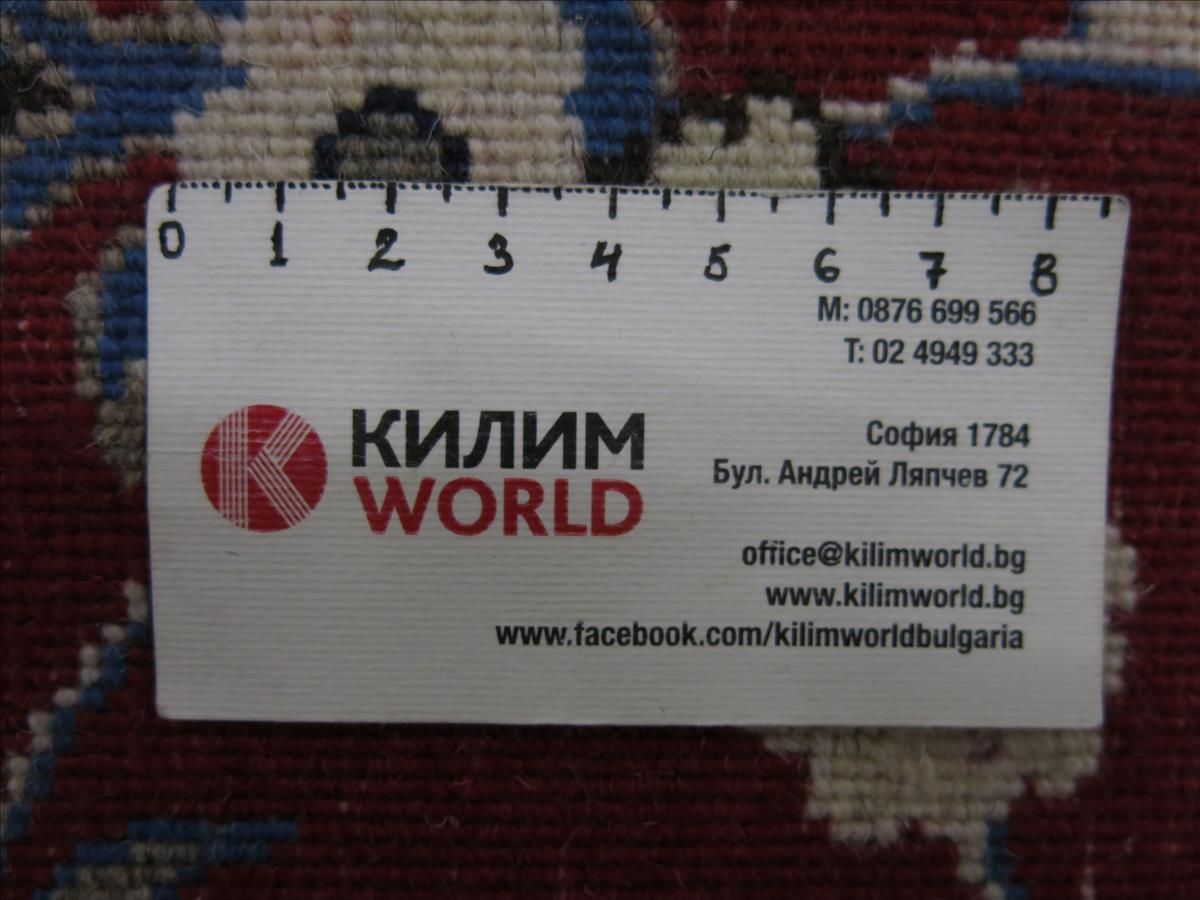 0 1 2 3 4 5 6 7 8
M: 0876 699 566
T: 02 4949 333
КИЛИМ
WORLD
София 1784
Бул. Андрей Ляпчев 72
office@kilimworld.bg
www.kilimworld.bg
www.facebook.com/kilimworldbulgaria